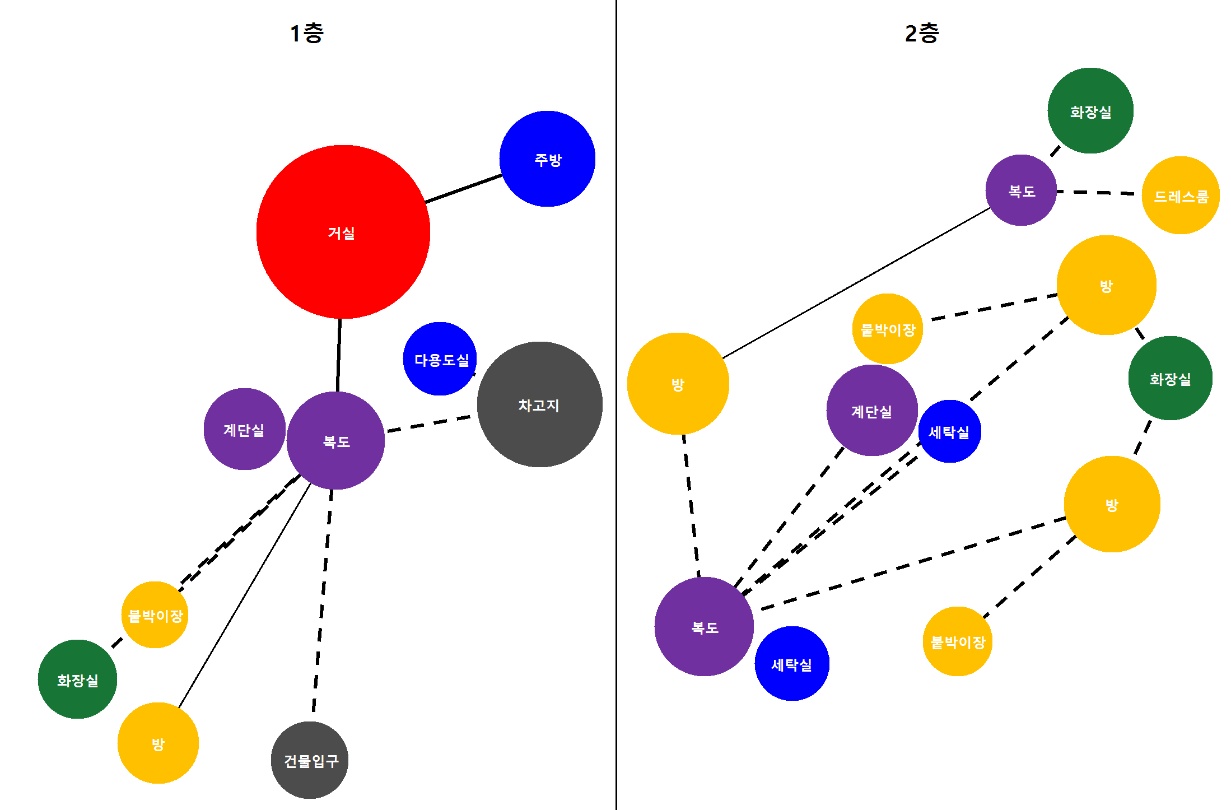 1층
주방
거실
다용도실
차고지
계단실
복도
붙박이장
화장실
방
건물입구
2층
화장실
복도
드레스룸
방
붙박이장
방
화장실
계단실
세탁실
방
복도
붙박이장
세탁실